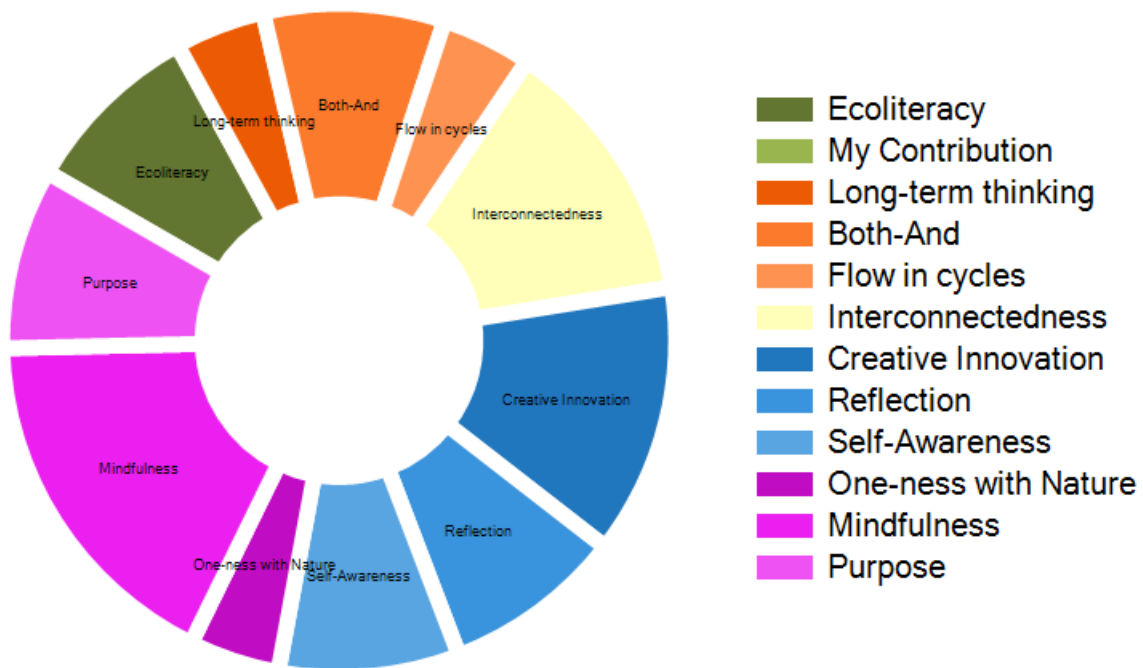 Both-And
Long-term thinking
Flow in cycles
Ecoliteracy
Interconnectedness
Purpose
Creative Innovation
Mindfulness
Reflection
One-ness with Nature
Self-Awareness
Ecoliteracy
My Contribution
Long-term thinking
Both-And
Flow in cycles
Interconnectedness
Creative Innovation
Reflection
Self-Awareness
One-ness with Nature
Mindfulness
Purpose